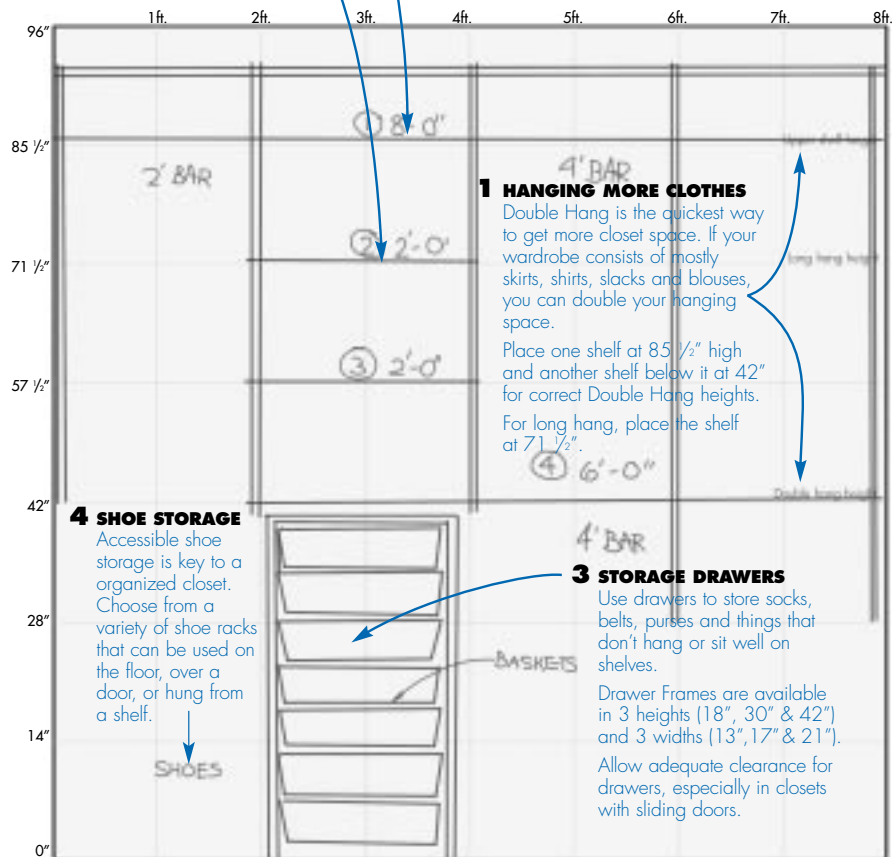 1ft. 2ft. 3ft. 4ft. 5ft. 6ft. 7ft. 8ft.
96"
① 8'-0"
85 ½"
Upper shelf height
2' BAR
4' BAR
1 HANGING MORE CLOTHES
Double Hang is the quickest way
to get more closet space. If your
wardrobe consists of mostly
skirts, shirts, slacks and blouses,
you can double your hanging
space.
Place one shelf at 85 ½" high
and another shelf below it at 42"
for correct Double Hang heights.
For long hang, place the shelf
at 71 ½".
② 2'-0"
71 ½"
Long hang height
③ 2'-0"
57 ½"
④ 6'-0"
42"
Double hang height
4 SHOE STORAGE
Accessible shoe
storage is key to a
organized closet.
Choose from a
variety of shoe racks
that can be used on
the floor, over a
door, or hung from
a shelf.
4' BAR
3 STORAGE DRAWERS
Use drawers to store socks,
belts, purses and things that
don't hang or sit well on
shelves.
Drawer Frames are available
in 3 heights (18", 30" & 42")
and 3 widths (13",17" & 21").
Allow adequate clearance for
drawers, especially in closets
with sliding doors.
28"
BASKETS
14"
SHOES
0"